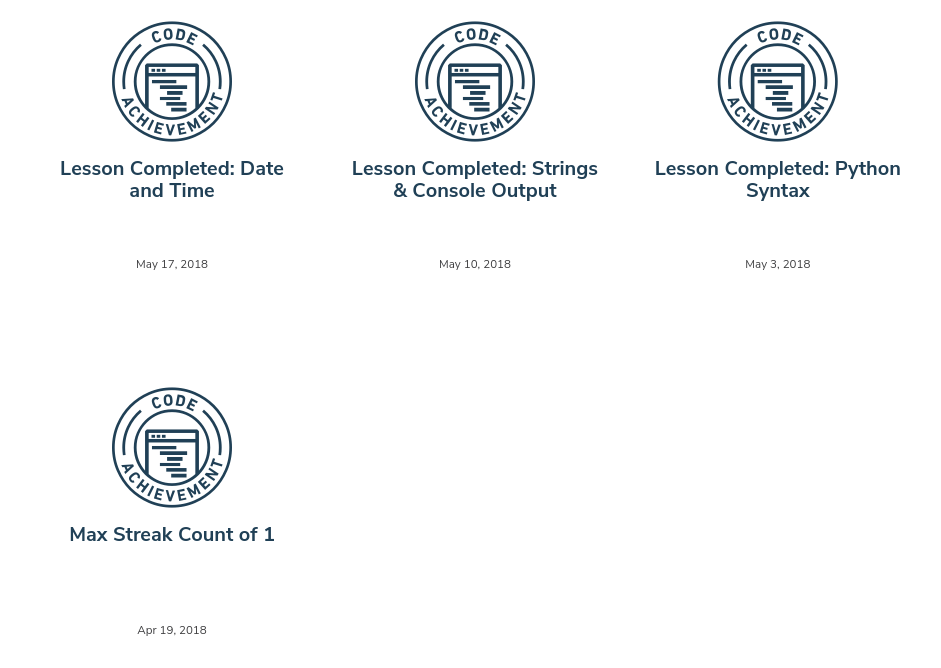 CODE
ACHIEVEMENT
Lesson Completed: Date
and Time
May 17, 2018
CODE
ACHIEVEMENT
Lesson Completed: Strings
& Console Output
May 10, 2018
CODE
ACHIEVEMENT
Lesson Completed: Python
Syntax
May 3, 2018
CODE
ACHIEVEMENT
Max Streak Count of 1
Apr 19, 2018